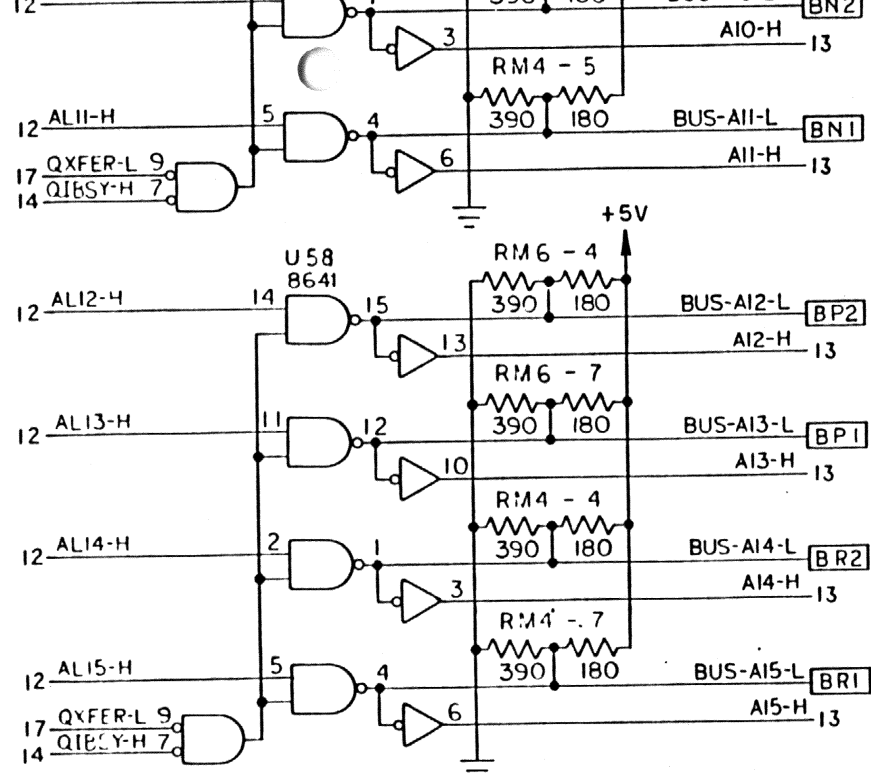 12
390 180
BN2
3
A10-H
13
RM4 - 5
12 AL11-H 5 4
390 180
BUS-A11-L
BN1
6
A11-H
13
17 QXFER-L 9
14 QIBSY-H 7
+5V
U58
8641
RM6 - 4
12 AL12-H 14 15
390 180
BUS-A12-L
BP2
13
A12-H
13
RM6 - 7
12 AL13-H 11 12
390 180
BUS-A13-L
BP1
10
A13-H
13
RM4 - 4
12 AL14-H 2 1
390 180
BUS-A14-L
BR2
3
A14-H
13
RM4 - 7
12 AL15-H 5 4
390 180
BUS-A15-L
BR1
6
A15-H
13
17 QXFER-L 9
14 QIBSY-H 7